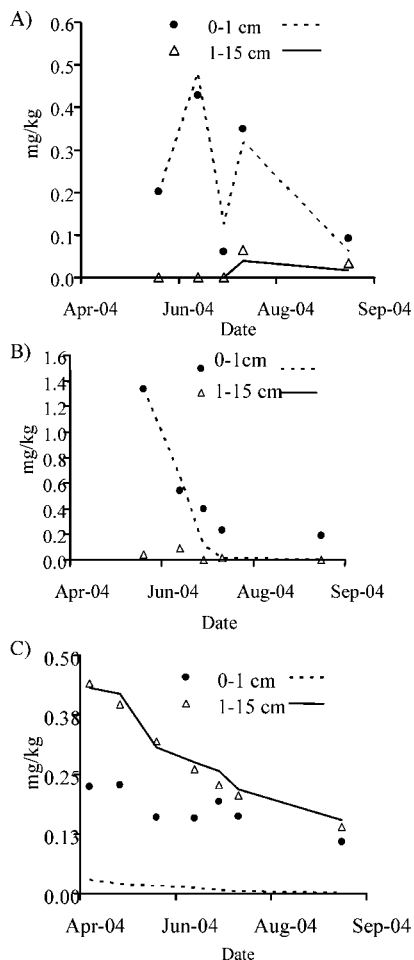 A)
0-1 cm
1-15 cm
mg/kg
0.6
0.5
0.4
0.3
0.2
0.1
0.0
Apr-04 Jun-04 Aug-04 Sep-04
Date
B)
0-1cm
1-15 cm
mg/kg
1.6
1.4
1.2
1.0
0.8
0.6
0.4
0.2
0.0
Apr-04 Jun-04 Aug-04 Sep-04
Date
C)
0-1 cm
1-15 cm
mg/kg
0.50
0.38
0.25
0.13
0.00
Apr-04 Jun-04 Aug-04 Sep-04
Date